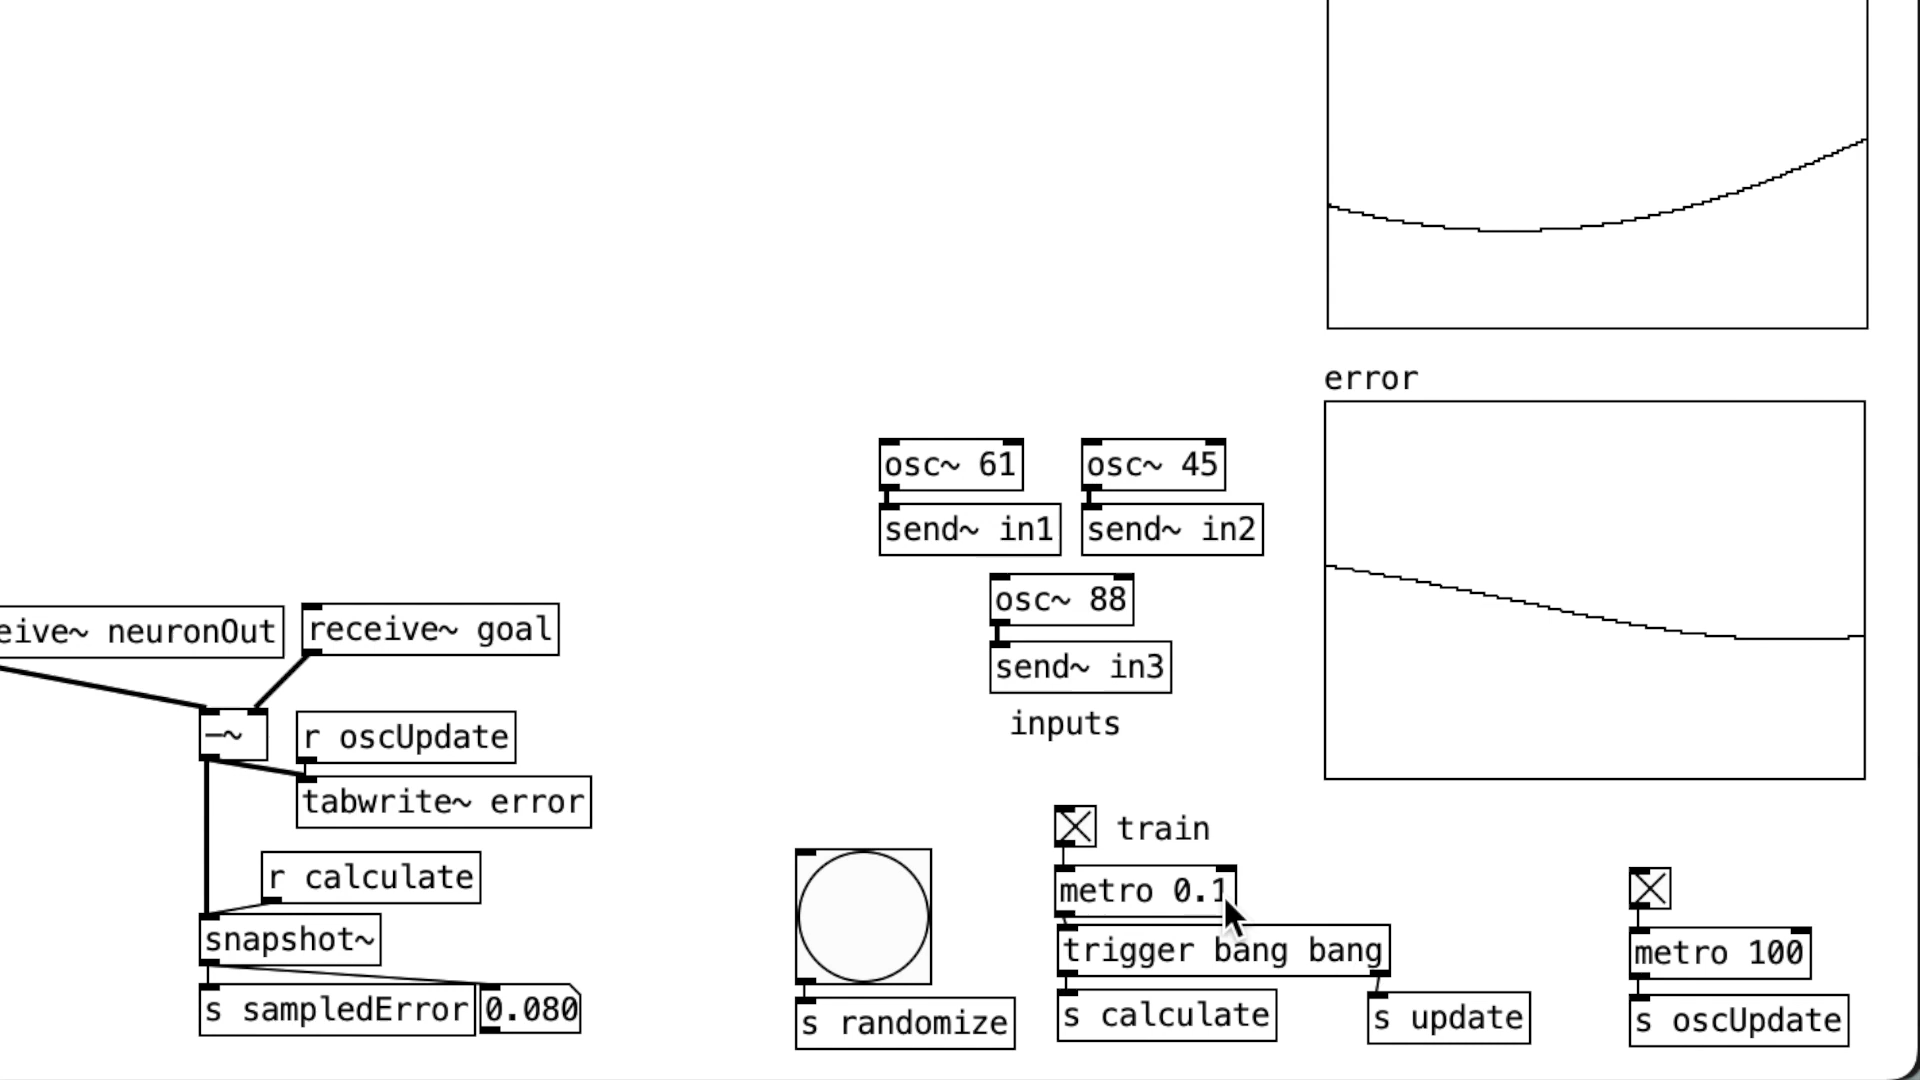 error
osc~ 61
osc~ 45
send~ in1
send~ in2
osc~ 88
send~ in3
inputs
eive~ neuronOut
receive~ goal
-~
r oscUpdate
tabwrite~ error
r calculate
snapshot~
s sampledError
0.080
s randomize
train
metro 0.1
trigger bang bang
s calculate
s update
metro 100
s oscUpdate